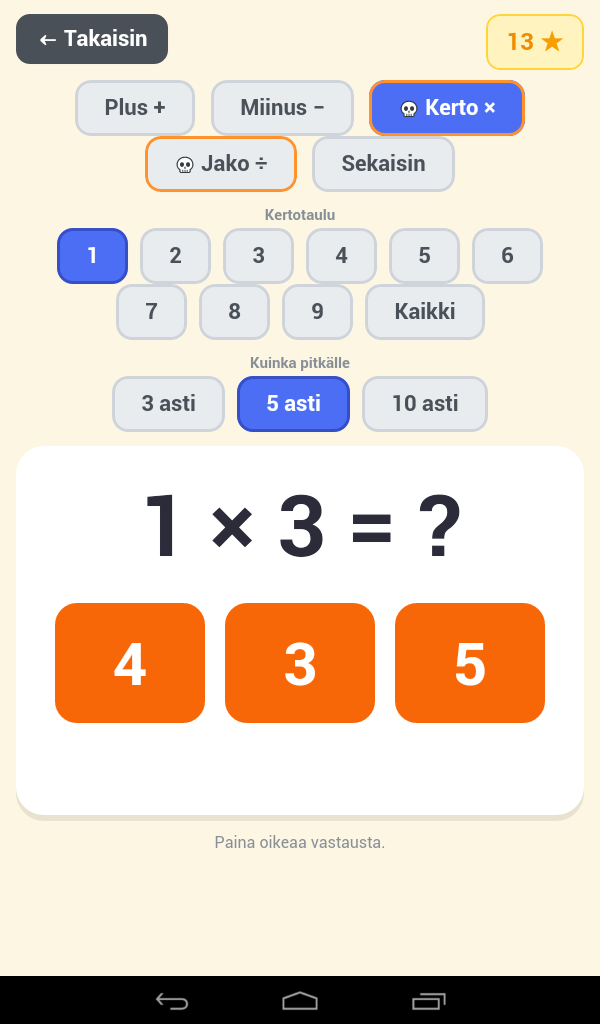 ← Takaisin
13 ★
Plus + Miinus − 💀 Kerto ×
💀 Jako ÷ Sekaisin
Kertotaulu
1 2 3 4 5 6
7 8 9 Kaikki
Kuinka pitkälle
3 asti 5 asti 10 asti
1 × 3 = ?
4 3 5
Paina oikeaa vastausta.